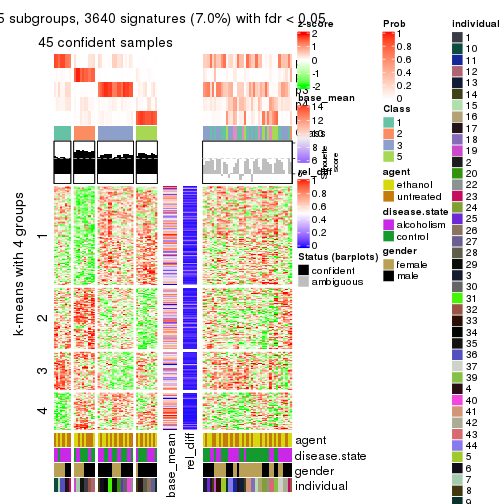 5 subgroups, 3640 signatures (7.0%) with fdr < 0.05
45 confident samples
k-means with 4 groups
1
2
3
4
base_mean
rel_diff
agent
disease.state
gender
individual
z-score
2
1
0
-1
-2
base_mean
14
12
10
8
6
Silhouette
score
rel_diff
1
0.8
0.6
0.4
0.2
0
Status (barplots)
confident
ambiguous
Prob
1
0.8
0.6
0.4
0.2
0
Class
1
2
3
5
agent
ethanol
untreated
disease.state
alcoholism
control
gender
female
male
individual
1
10
11
12
13
14
15
16
17
18
19
2
20
22
23
24
25
26
27
28
29
3
30
31
32
33
34
35
36
37
39
4
40
41
42
43
44
5
6
7
8
9